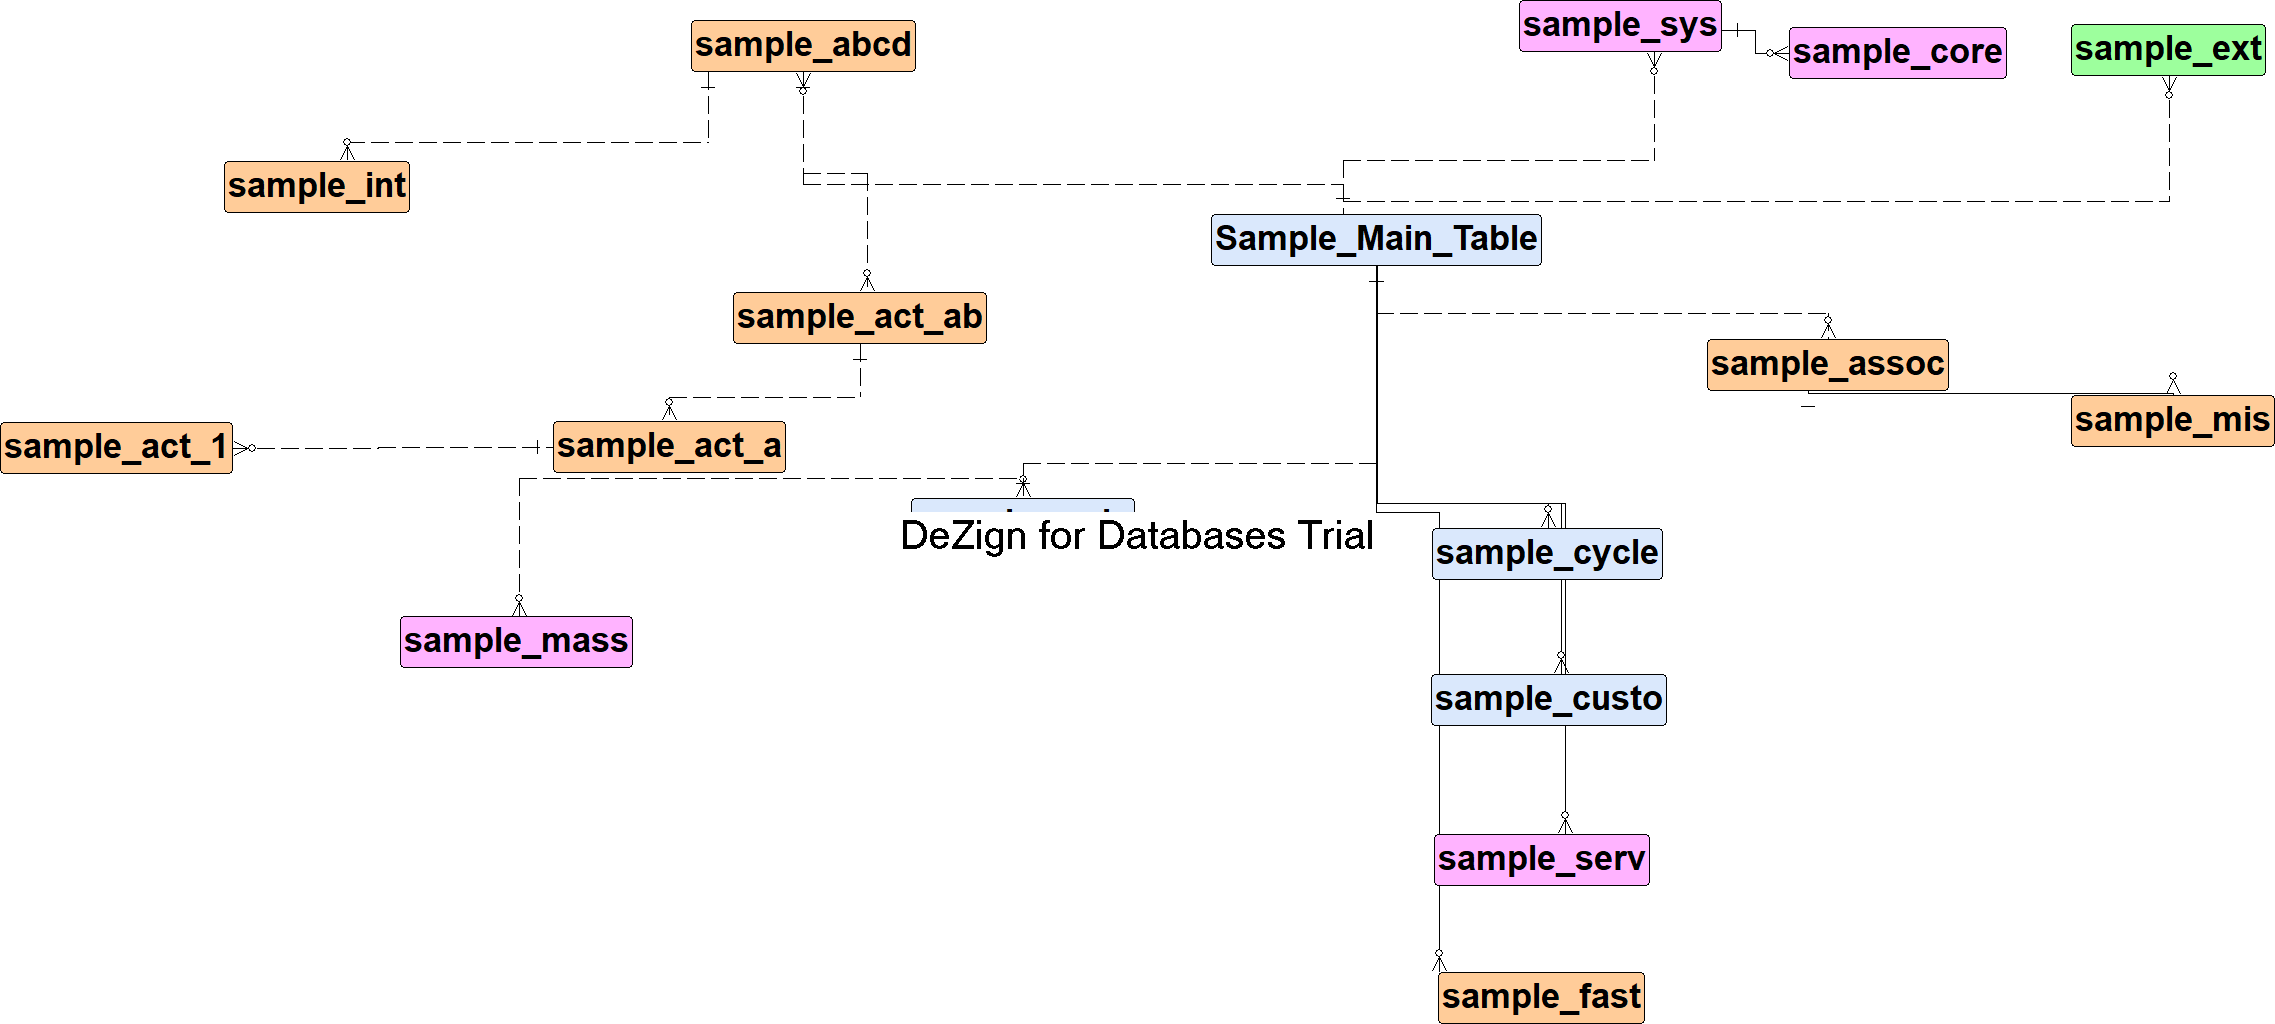 sample_abcd
sample_sys
sample_core
sample_ext
sample_int
Sample_Main_Table
sample_act_ab
sample_assoc
sample_mis
sample_act_1
sample_act_a
DeZign for Databases Trial
sample_cycle
sample_mass
sample_custo
sample_serv
sample_fast